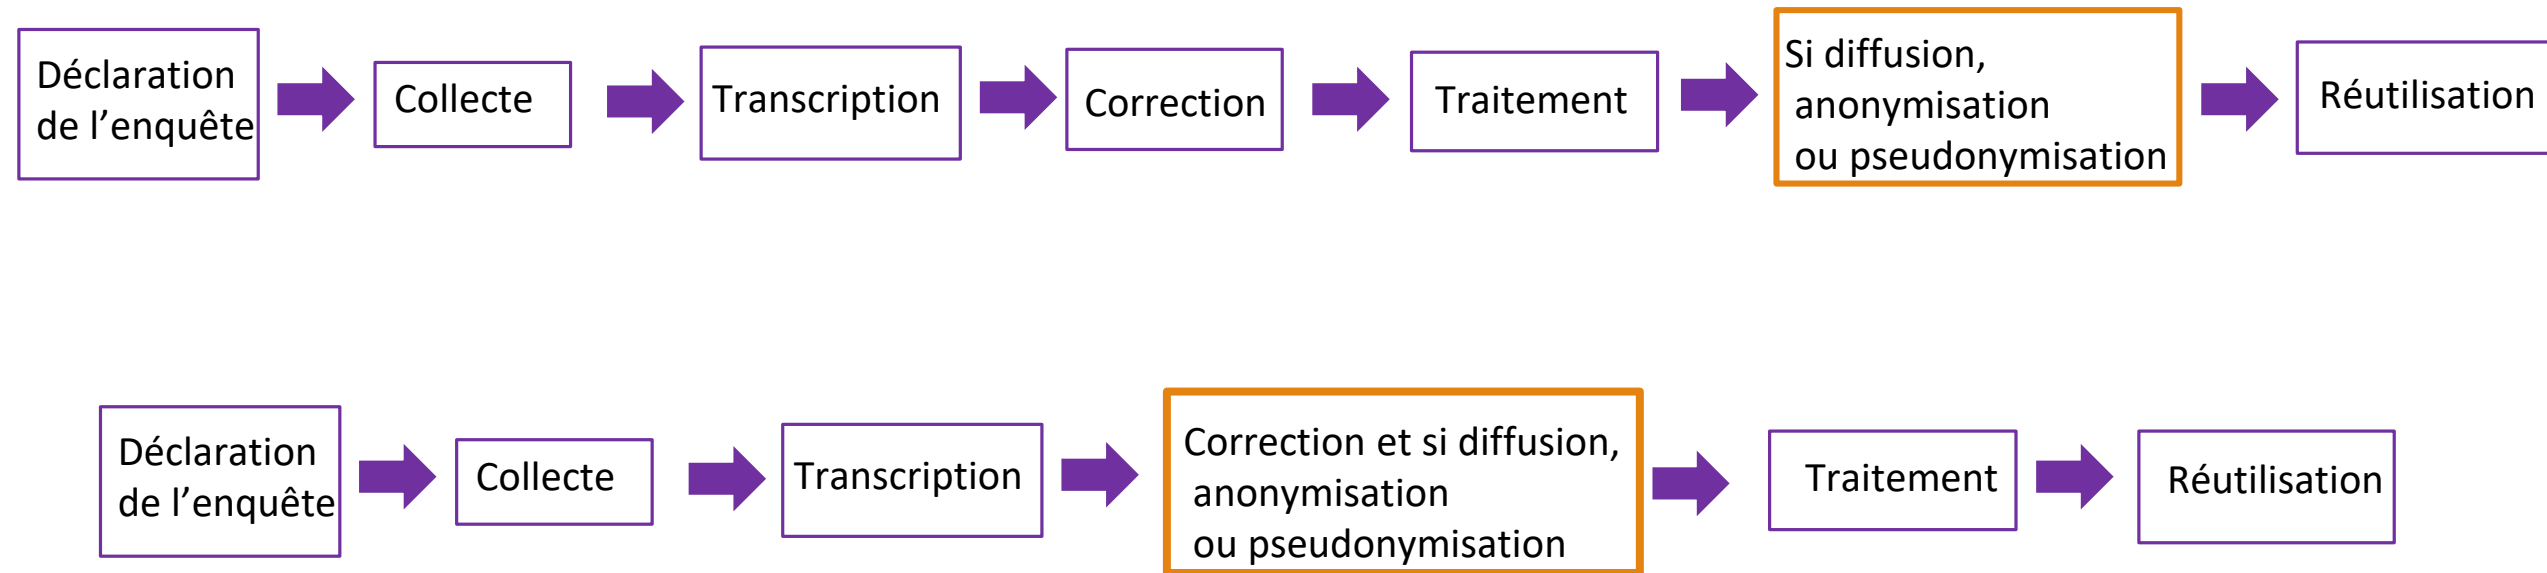 Déclaration
de l’enquête
Collecte
Transcription
Correction
Traitement
Si diffusion,
anonymisation
ou pseudonymisation
Réutilisation
Déclaration
de l’enquête
Collecte
Transcription
Correction et si diffusion,
anonymisation
ou pseudonymisation
Traitement
Réutilisation